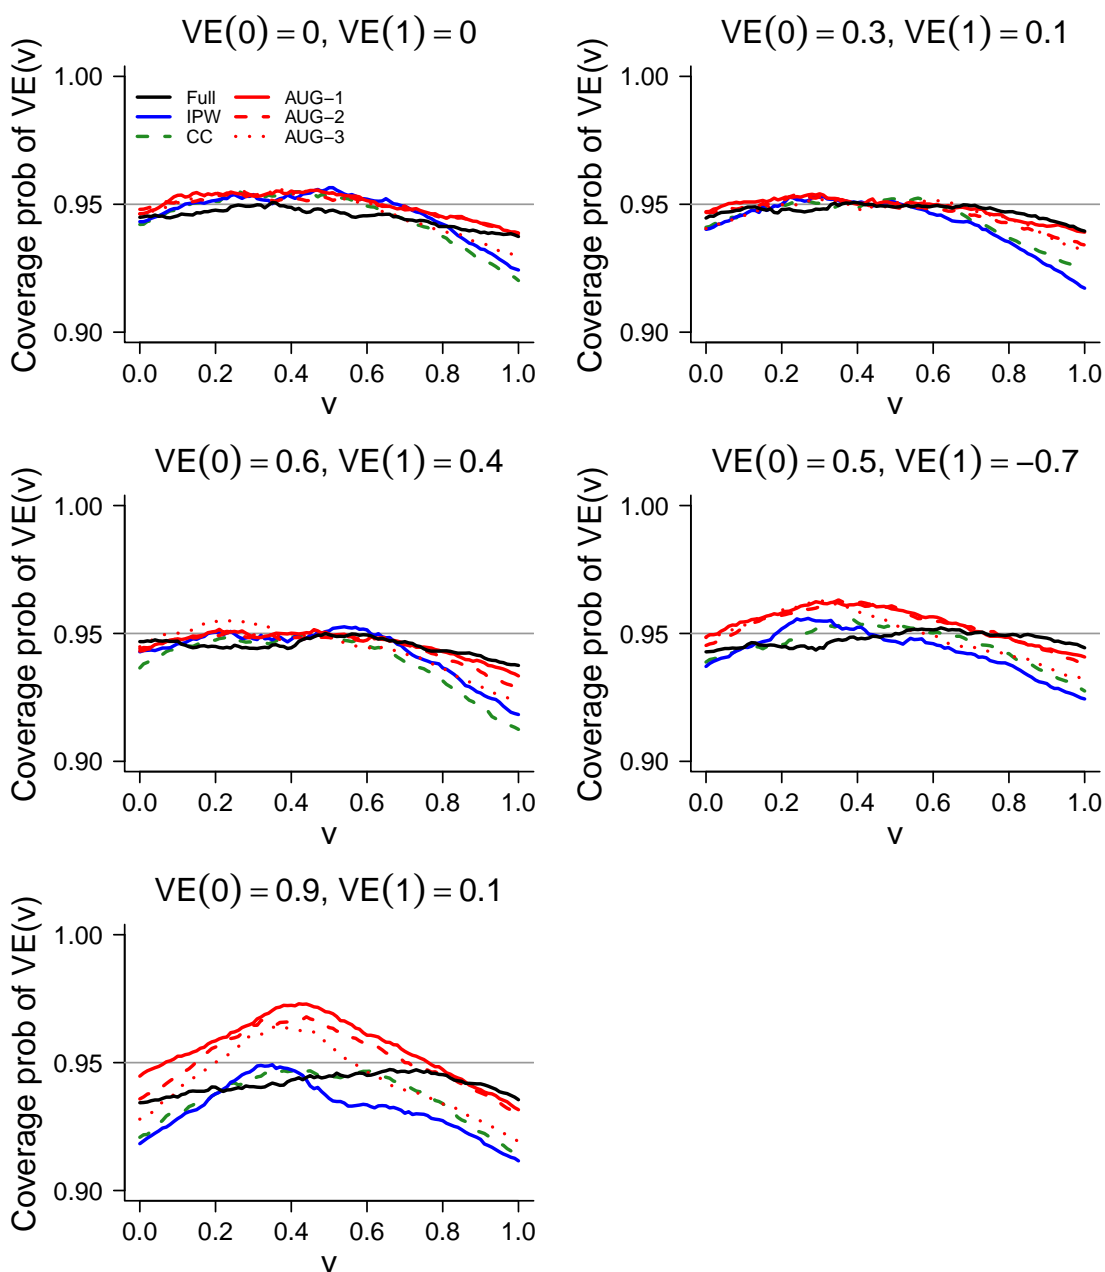 VE(0) = 0, VE(1) = 0
Coverage prob of VE(v)
1.00
0.95
0.90
Full
IPW
CC
AUG−1
AUG−2
AUG−3
0.0 0.2 0.4 0.6 0.8 1.0
v
VE(0) = 0.3, VE(1) = 0.1
Coverage prob of VE(v)
1.00
0.95
0.90
0.0 0.2 0.4 0.6 0.8 1.0
v
VE(0) = 0.6, VE(1) = 0.4
Coverage prob of VE(v)
1.00
0.95
0.90
0.0 0.2 0.4 0.6 0.8 1.0
v
VE(0) = 0.5, VE(1) = −0.7
Coverage prob of VE(v)
1.00
0.95
0.90
0.0 0.2 0.4 0.6 0.8 1.0
v
VE(0) = 0.9, VE(1) = 0.1
Coverage prob of VE(v)
1.00
0.95
0.90
0.0 0.2 0.4 0.6 0.8 1.0
v